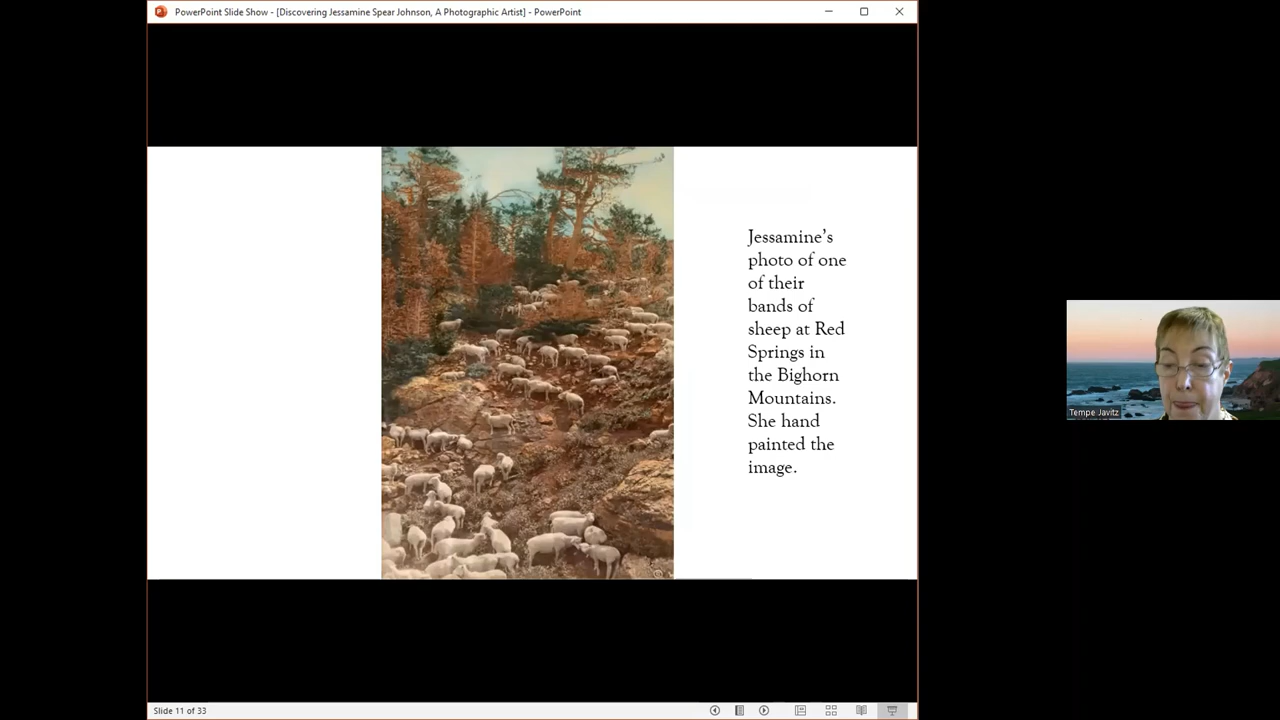 PowerPoint Slide Show - [Discovering Jessamine Spear Johnson, A Photographic Artist] - PowerPoint
Jessamine’s
photo of one
of their
bands of
sheep at Red
Springs in
the Bighorn
Mountains.
She hand
painted the
image.
Tempe Javitz
Slide 11 of 33